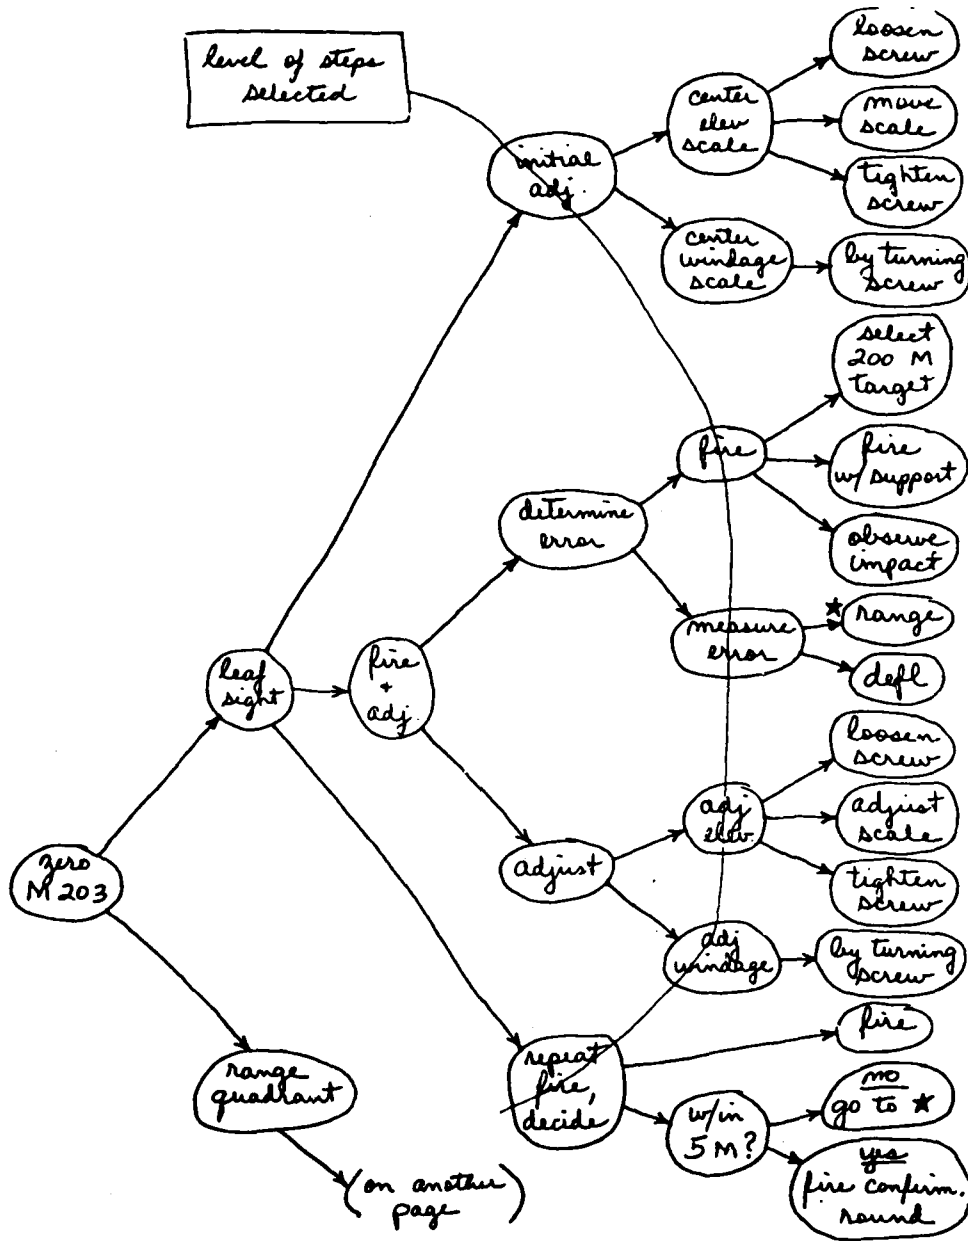 level of steps
selected
loosen
screw
center
elev
scale
move
scale
initial
adj.
tighten
screw
center
windage
scale
by turning
screw
select
200 M
target
fire
fire
w/ support
determine
error
observe
impact
measure
error
★ range
defl
leaf
sight
fire
+
adj.
loosen
screw
adj
elev.
adjust
scale
adjust
tighten
screw
zero
M 203
adj
windage
by turning
screw
fire
repeat
fire,
decide
range
quadrant
w/in
5 M?
no
go to ★
yes
fire confirm.
round
(on another
page)